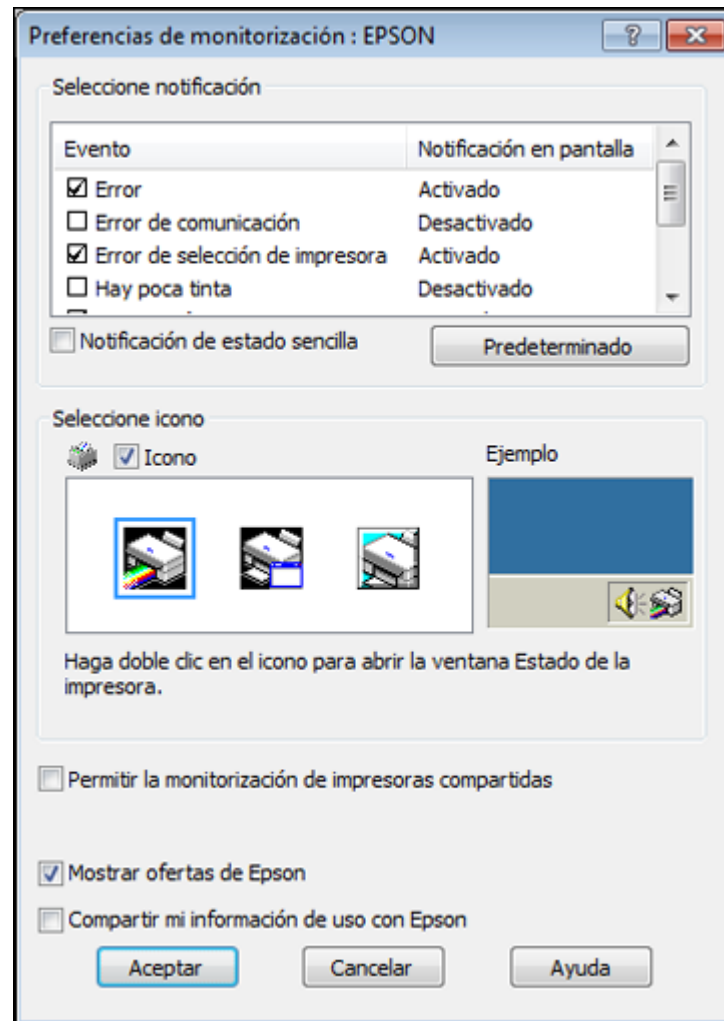 Preferencias de monitorización : EPSON
Seleccione notificación
Evento Notificación en pantalla
Error Activado
Error de comunicación Desactivado
Error de selección de impresora Activado
Hay poca tinta Desactivado
Notificación de estado sencilla Predeterminado
Seleccione icono
Icono Ejemplo
Haga doble clic en el icono para abrir la ventana Estado de la
impresora.
Permitir la monitorización de impresoras compartidas
Mostrar ofertas de Epson
Compartir mi información de uso con Epson
Aceptar Cancelar Ayuda